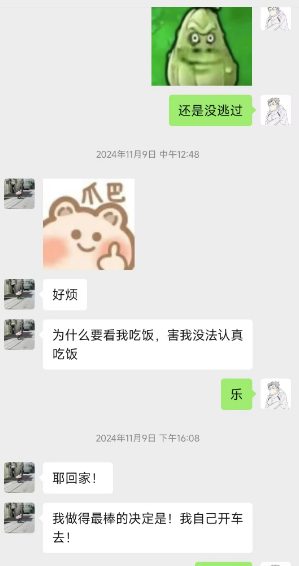 还是没逃过
2024年11月9日 中午12:48
爪巴
好烦
为什么要看我吃饭，害我没法认真
吃饭
乐
2024年11月9日 下午16:08
耶回家！
我做得最棒的决定是！我自己开车
去！